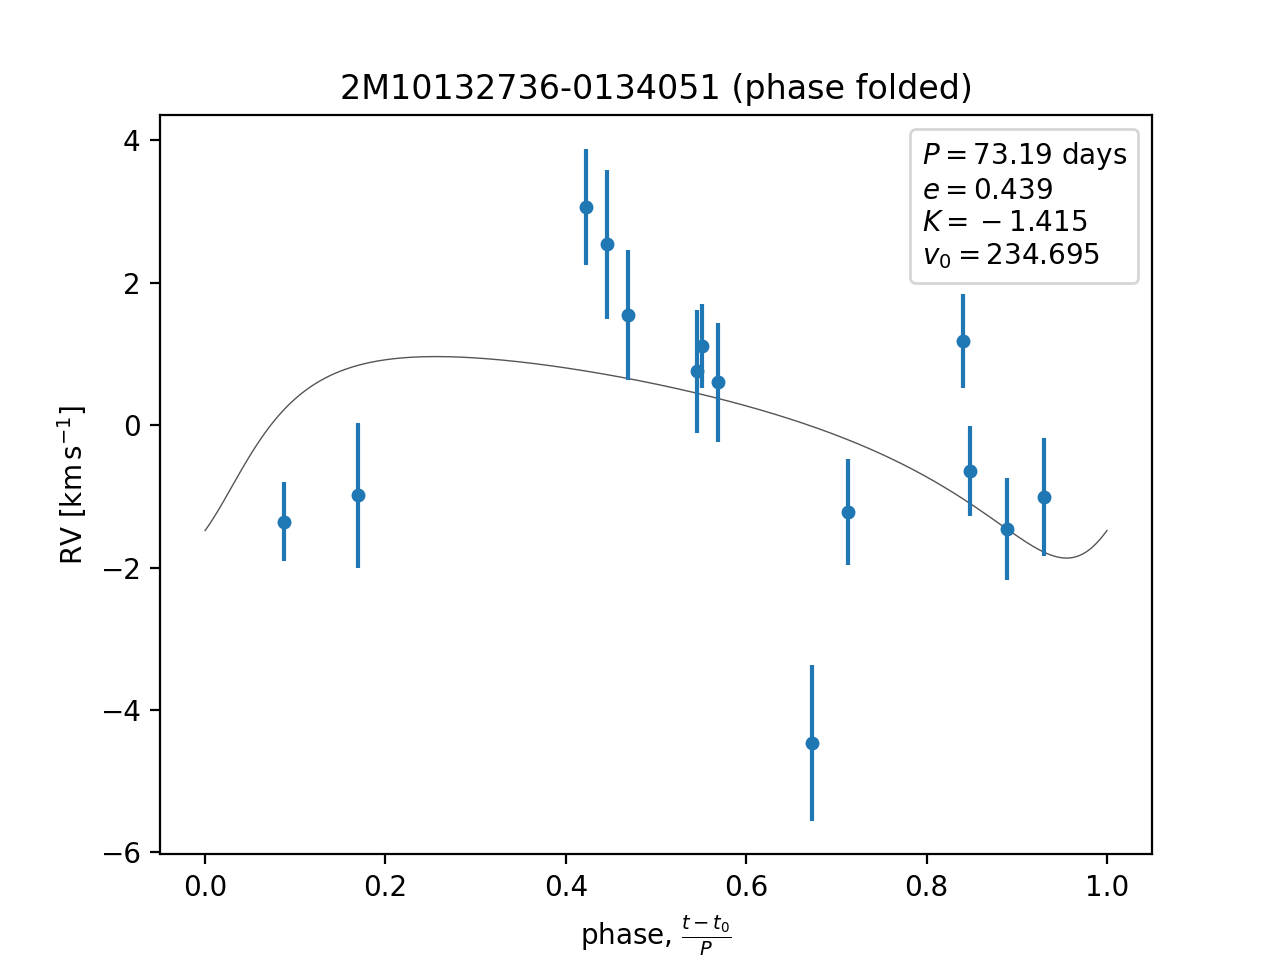 2M10132736-0134051 (phase folded)
P = 73.19 days
e = 0.439
K = −1.415
v₀ = 234.695
4
2
0
−2
−4
−6
RV [km s⁻¹]
0.0 0.2 0.4 0.6 0.8 1.0
phase, (t − t₀)/P